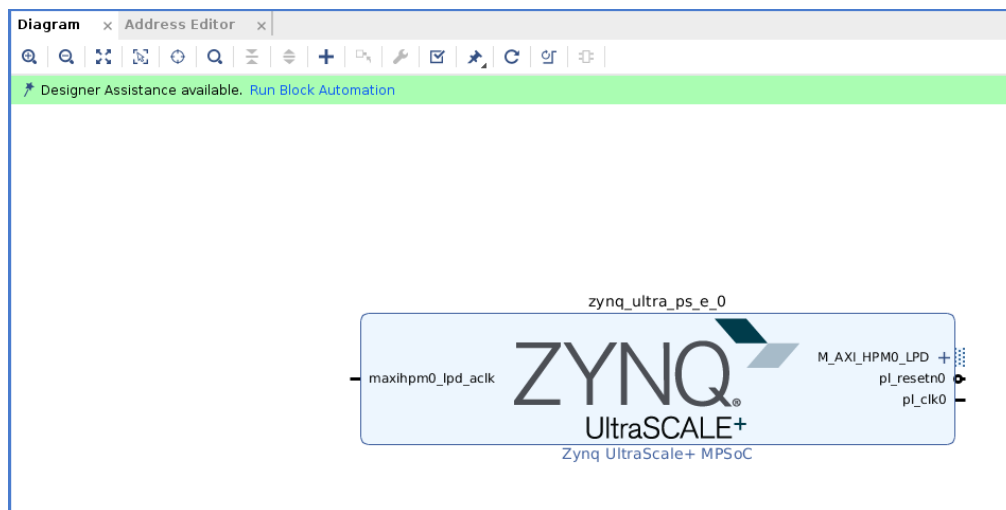 Diagram × Address Editor ×
Designer Assistance available. Run Block Automation
zynq_ultra_ps_e_0
M_AXI_HPM0_LPD
maxihpm0_lpd_aclk
pl_resetn0
pl_clk0
ZYNQ®
UltraSCALE+
Zynq UltraScale+ MPSoC